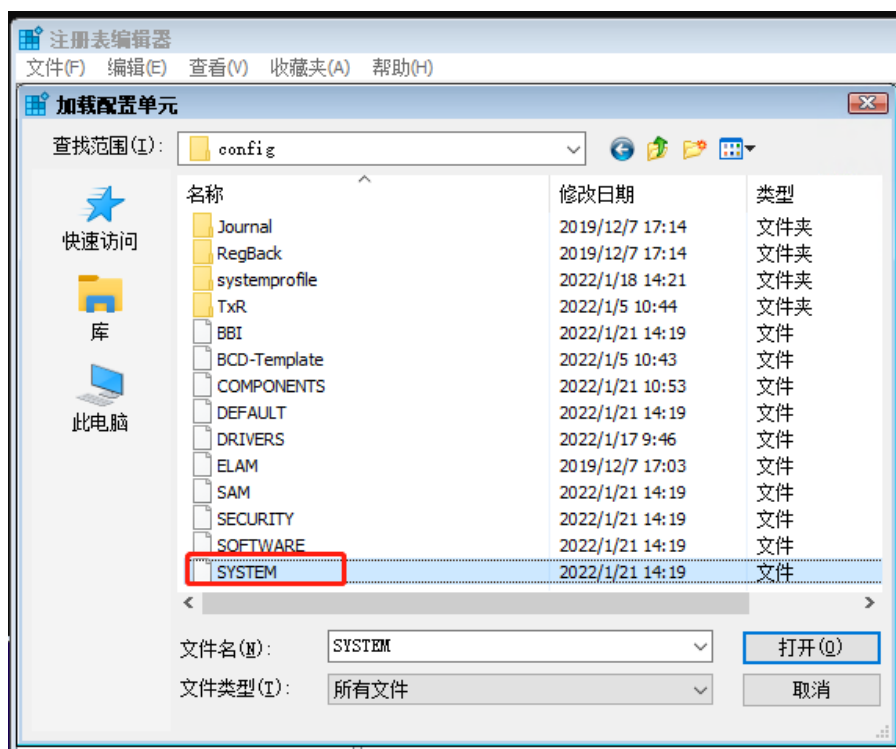 注册表编辑器
文件(F) 编辑(E) 查看(V) 收藏夹(A) 帮助(H)
加载配置单元
查找范围(I): config
名称 修改日期 类型
快速访问
库
此电脑
Journal 2019/12/7 17:14 文件夹
RegBack 2019/12/7 17:14 文件夹
systemprofile 2022/1/18 14:21 文件夹
TxR 2022/1/5 10:44 文件夹
BBI 2022/1/21 14:19 文件
BCD-Template 2022/1/5 10:43 文件
COMPONENTS 2022/1/21 10:53 文件
DEFAULT 2022/1/21 14:19 文件
DRIVERS 2022/1/17 9:46 文件
ELAM 2019/12/7 17:03 文件
SAM 2022/1/21 14:19 文件
SECURITY 2022/1/21 14:19 文件
SOFTWARE 2022/1/21 14:19 文件
SYSTEM 2022/1/21 14:19 文件
文件名(N): SYSTEM 打开(O)
文件类型(T): 所有文件 取消